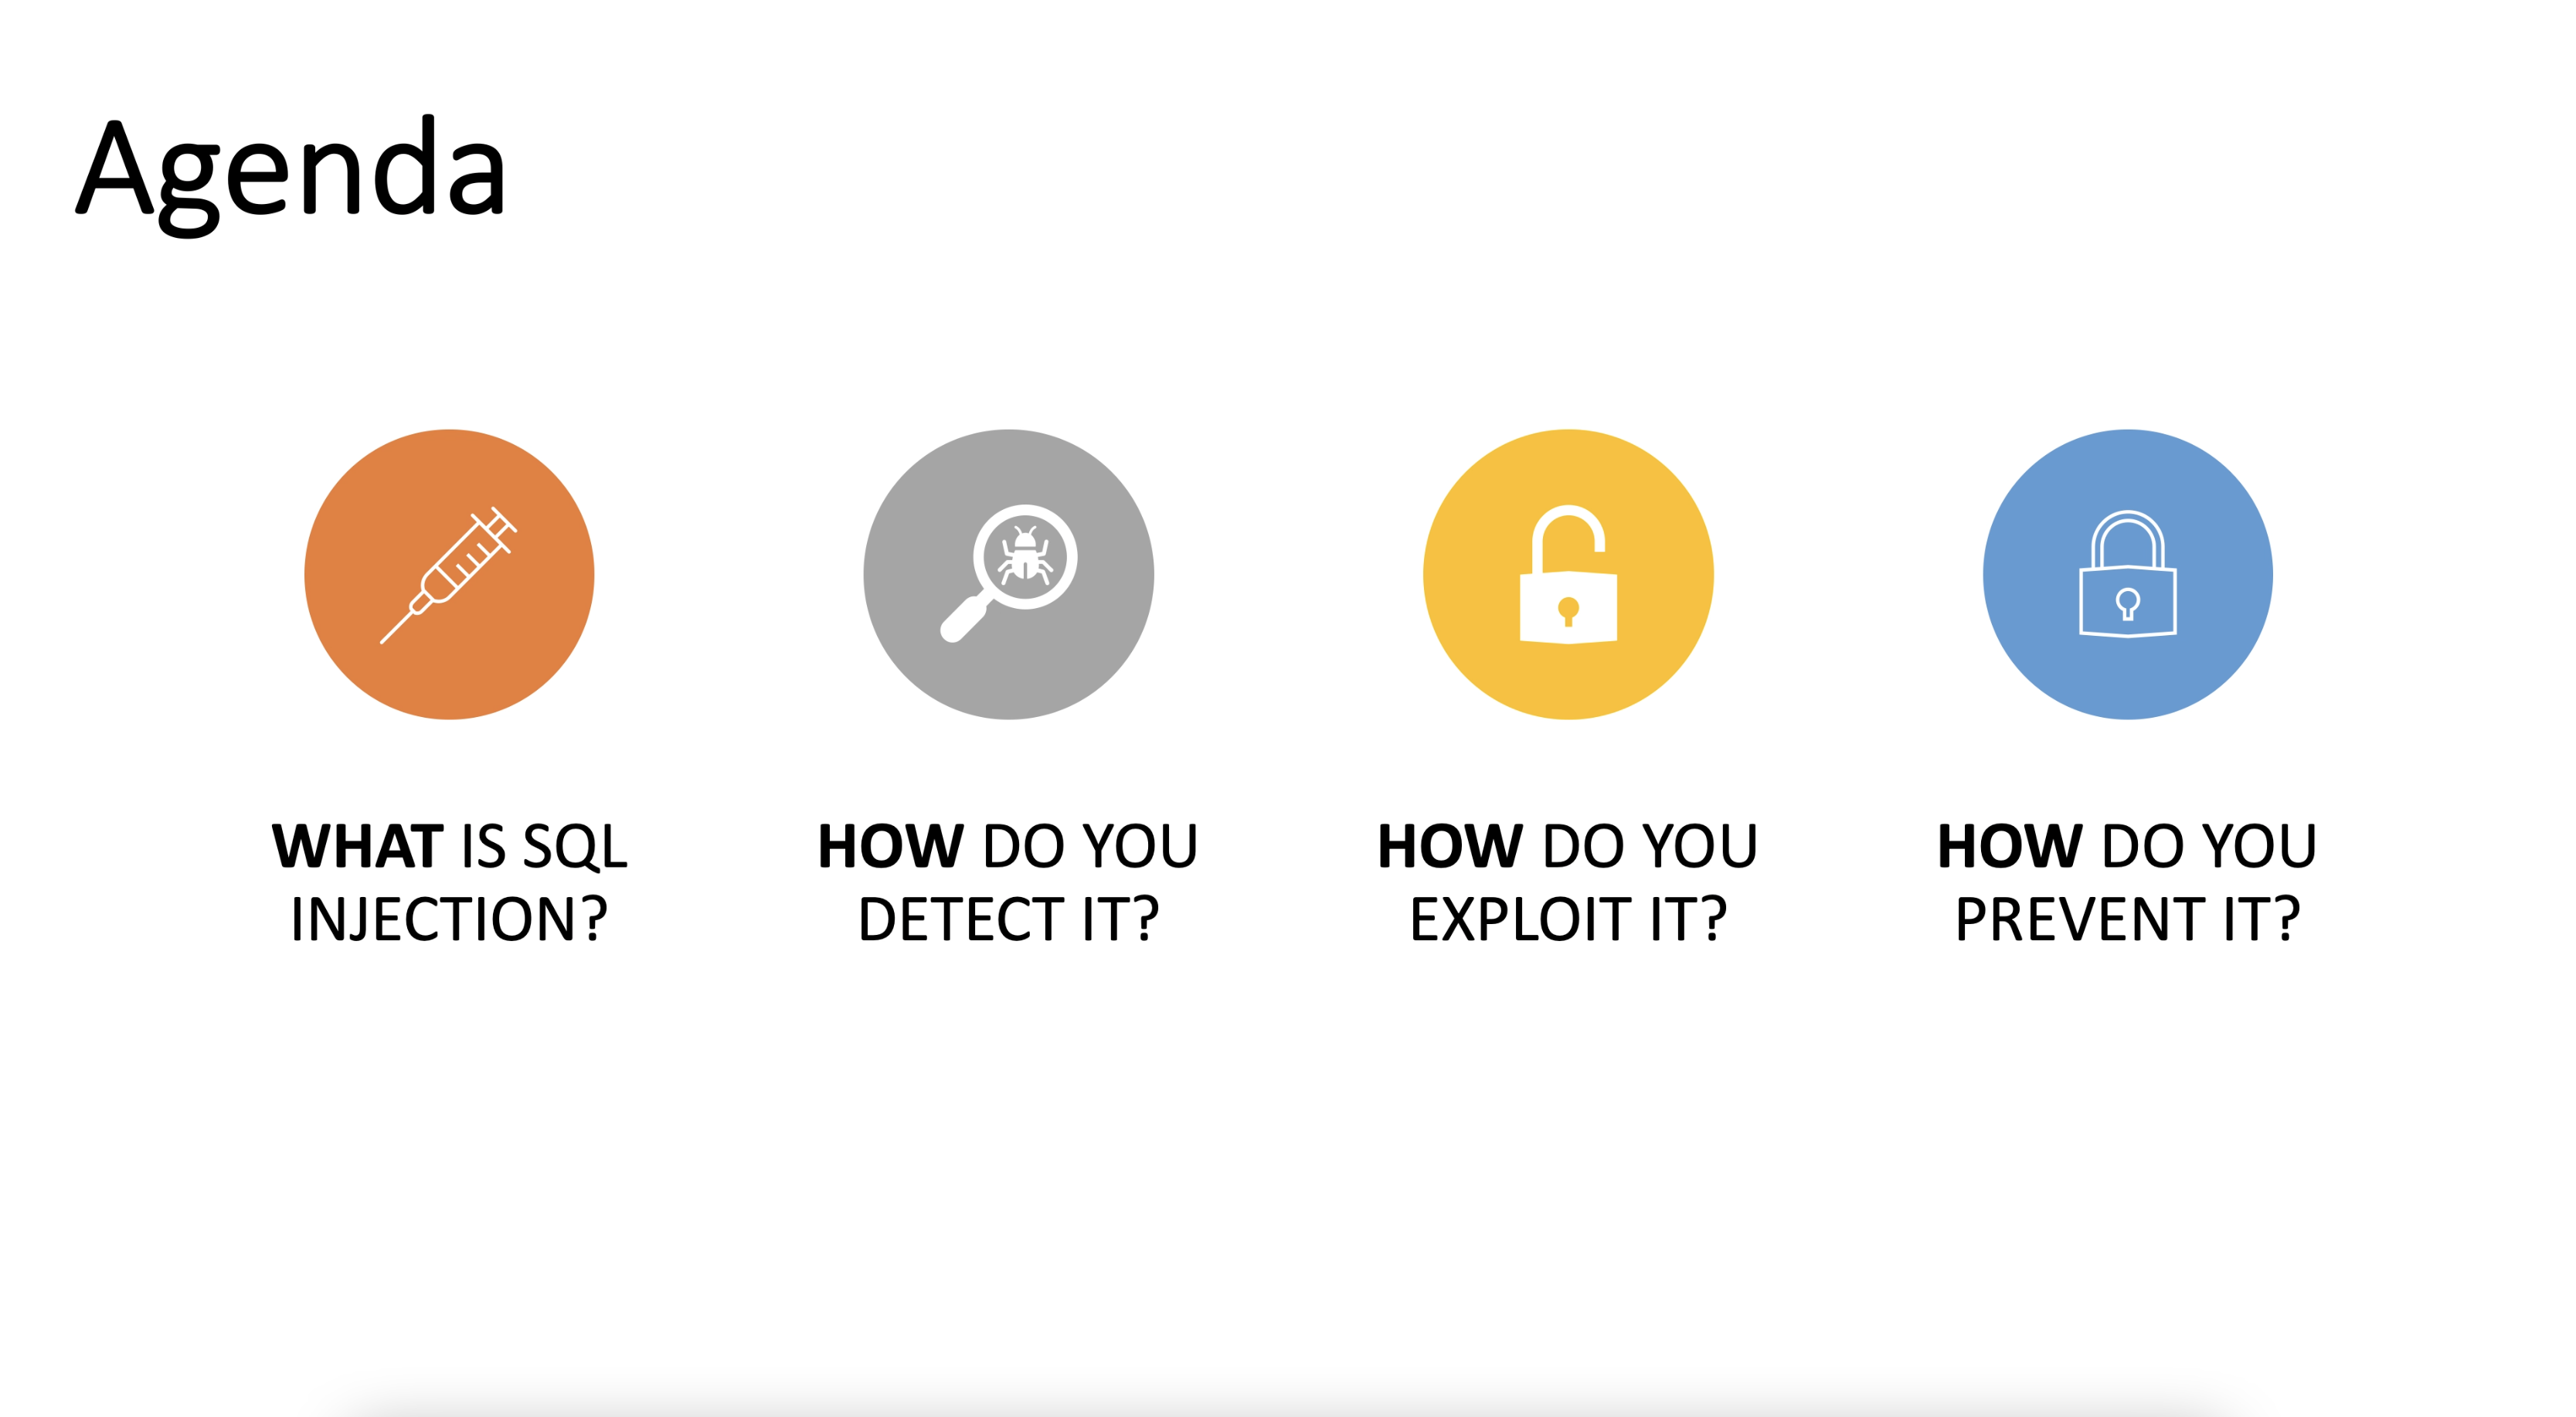 Agenda
WHAT IS SQL
INJECTION?
HOW DO YOU
DETECT IT?
HOW DO YOU
EXPLOIT IT?
HOW DO YOU
PREVENT IT?